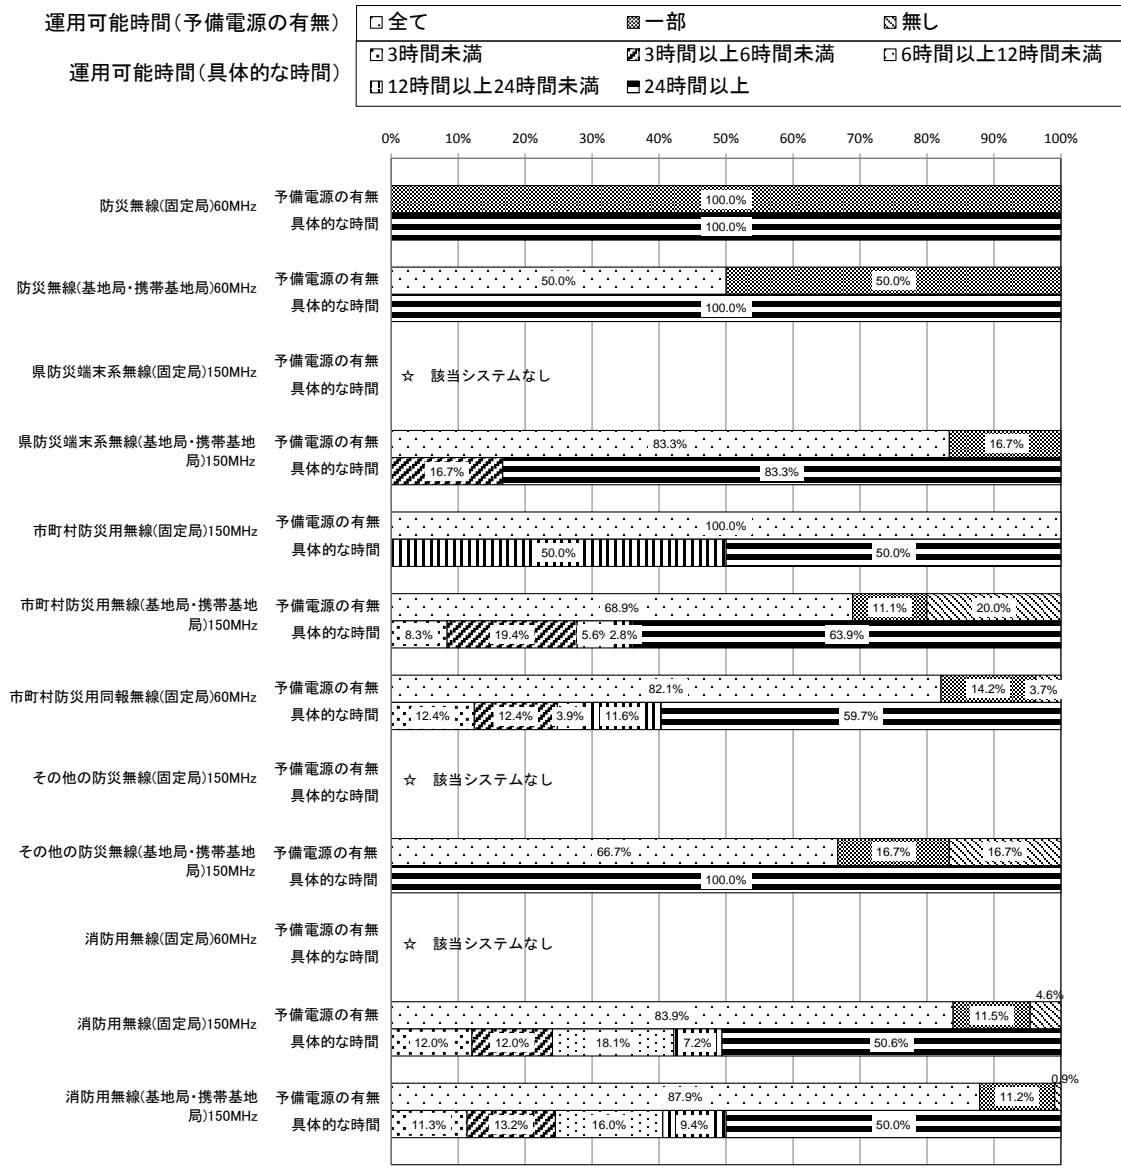 運用可能時間(予備電源の有無)
全て 一部 無し
運用可能時間(具体的な時間)
3時間未満 3時間以上6時間未満 6時間以上12時間未満
12時間以上24時間未満 24時間以上
0% 10% 20% 30% 40% 50% 60% 70% 80% 90% 100%
防災無線(固定局)60MHz
予備電源の有無
100.0%
具体的な時間
100.0%
防災無線(基地局・携帯基地局)60MHz
予備電源の有無
50.0% 50.0%
具体的な時間
100.0%
県防災端末系無線(固定局)150MHz
予備電源の有無
具体的な時間
☆ 該当システムなし
県防災端末系無線(基地局・携帯基地
局)150MHz
予備電源の有無
83.3% 16.7%
具体的な時間
16.7% 83.3%
市町村防災用無線(固定局)150MHz
予備電源の有無
100.0%
具体的な時間
50.0% 50.0%
市町村防災用無線(基地局・携帯基地
局)150MHz
予備電源の有無
68.9% 11.1% 20.0%
具体的な時間
8.3% 19.4% 5.6% 2.8% 63.9%
市町村防災用同報無線(固定局)60MHz
予備電源の有無
82.1% 14.2% 3.7%
具体的な時間
12.4% 12.4% 3.9% 11.6% 59.7%
その他の防災無線(固定局)150MHz
予備電源の有無
具体的な時間
☆ 該当システムなし
その他の防災無線(基地局・携帯基地
局)150MHz
予備電源の有無
66.7% 16.7% 16.7%
具体的な時間
100.0%
消防用無線(固定局)60MHz
予備電源の有無
具体的な時間
☆ 該当システムなし
消防用無線(固定局)150MHz
予備電源の有無
83.9% 11.5% 4.6%
具体的な時間
12.0% 12.0% 18.1% 7.2% 50.6%
消防用無線(基地局・携帯基地
局)150MHz
予備電源の有無
87.9% 11.2% 0.9%
具体的な時間
11.3% 13.2% 16.0% 9.4% 50.0%